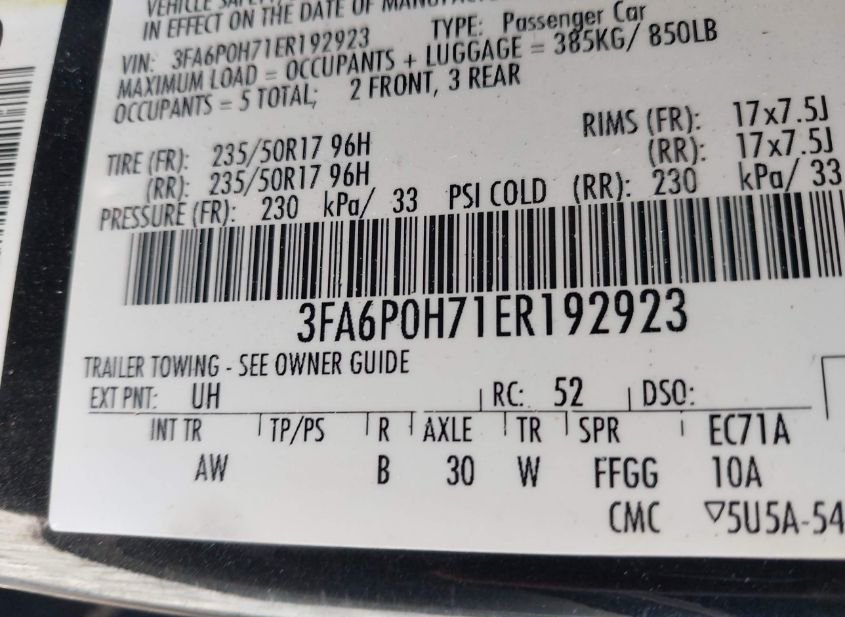 VEHICLE SAFETY
IN EFFECT ON THE DATE OF MANUFAC
VIN: 3FA6P0H71ER192923 TYPE: Passenger Car
MAXIMUM LOAD = OCCUPANTS + LUGGAGE = 385KG/ 850LB
OCCUPANTS = 5 TOTAL; 2 FRONT, 3 REAR
TIRE (FR): 235/50R17 96H RIMS (FR): 17x7.5J
(RR): 235/50R17 96H (RR): 17x7.5J
PRESSURE (FR): 230 kPa/ 33 PSI COLD (RR): 230 kPa/ 33
3FA6P0H71ER192923
TRAILER TOWING - SEE OWNER GUIDE
EXT PNT: UH RC: 52 DSO:
INT TR TP/PS R AXLE TR SPR EC71A
AW B 30 W FFGG 10A
CMC ▽5U5A-54